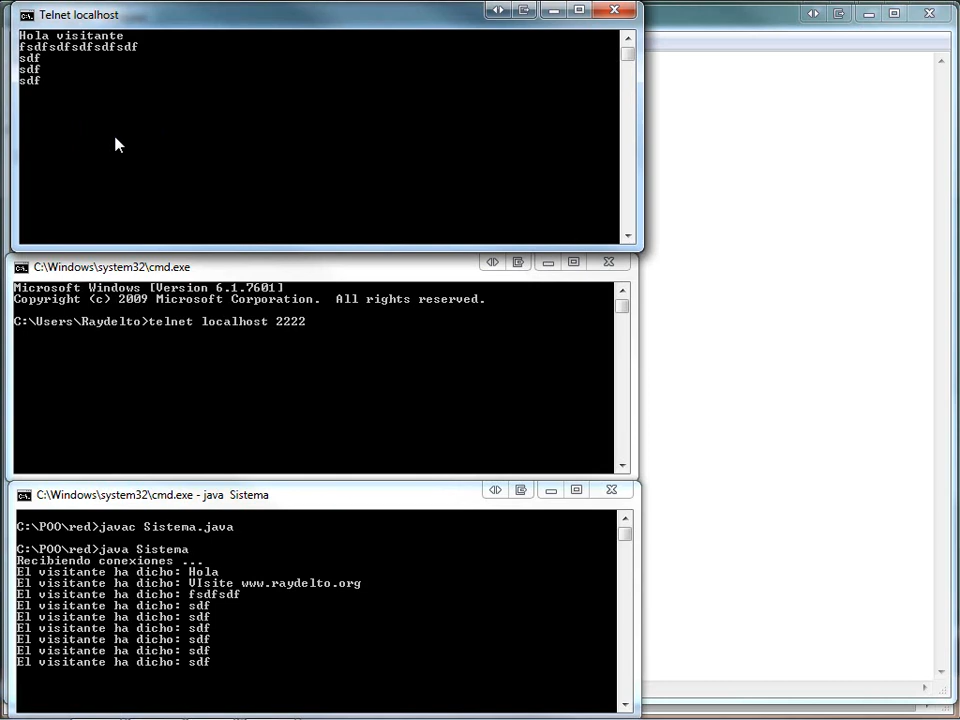 Telnet localhost
Hola visitante
fsdfsdfsdfsdfsdf
sdf
sdf
sdf
C:\Windows\system32\cmd.exe
Microsoft Windows [Version 6.1.7601]
Copyright (c) 2009 Microsoft Corporation.  All rights reserved.
C:\Users\Raydelto>telnet localhost 2222
C:\Windows\system32\cmd.exe - java  Sistema
C:\POO\red>javac Sistema.java
C:\POO\red>java Sistema
Recibiendo conexiones ...
El visitante ha dicho: Hola
El visitante ha dicho: VIsite www.raydelto.org
El visitante ha dicho: fsdfsdf
El visitante ha dicho: sdf
El visitante ha dicho: sdf
El visitante ha dicho: sdf
El visitante ha dicho: sdf
El visitante ha dicho: sdf
El visitante ha dicho: sdf